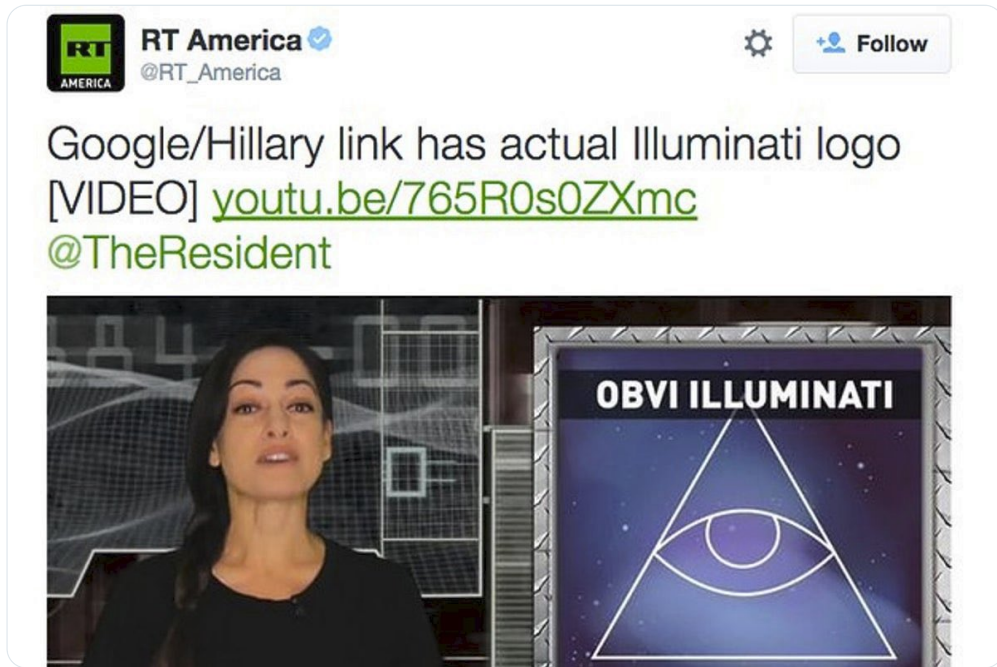 RT
AMERICA
RT America
@RT_America
Follow
Google/Hillary link has actual Illuminati logo
[VIDEO] youtu.be/765R0s0ZXmc
@TheResident
OBVI ILLUMINATI